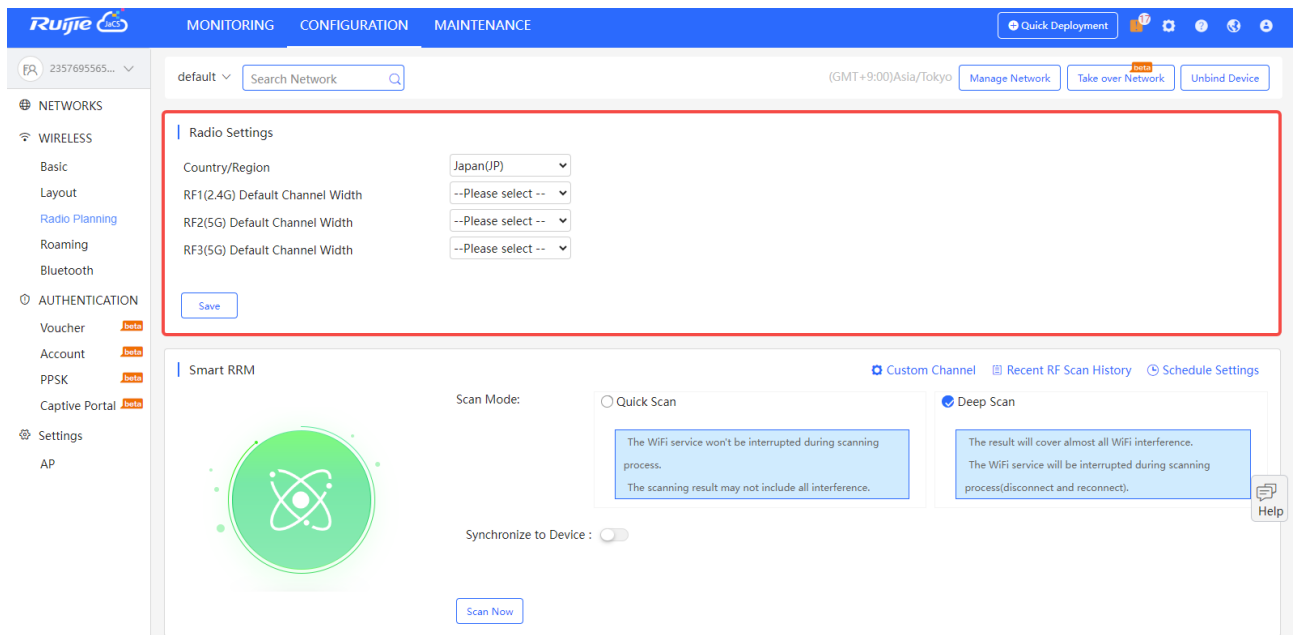 Ruijie JaCS
MONITORING CONFIGURATION MAINTENANCE
Quick Deployment
17
FR 2357695565...
default
Search Network
(GMT+9:00)Asia/Tokyo
Manage Network
beta
Take over Network
Unbind Device
NETWORKS
WIRELESS
Basic
Layout
Radio Planning
Roaming
Bluetooth
AUTHENTICATION
Voucher beta
Account beta
PPSK beta
Captive Portal beta
Settings
AP
Radio Settings
Country/Region Japan(JP)
RF1(2.4G) Default Channel Width --Please select --
RF2(5G) Default Channel Width --Please select --
RF3(5G) Default Channel Width --Please select --
Save
Smart RRM
Custom Channel Recent RF Scan History Schedule Settings
Scan Mode:
Quick Scan
The WiFi service won't be interrupted during scanning
process.
The scanning result may not include all interference.
Deep Scan
The result will cover almost all WiFi interference.
The WiFi service will be interrupted during scanning
process(disconnect and reconnect).
Synchronize to Device :
Scan Now
Help